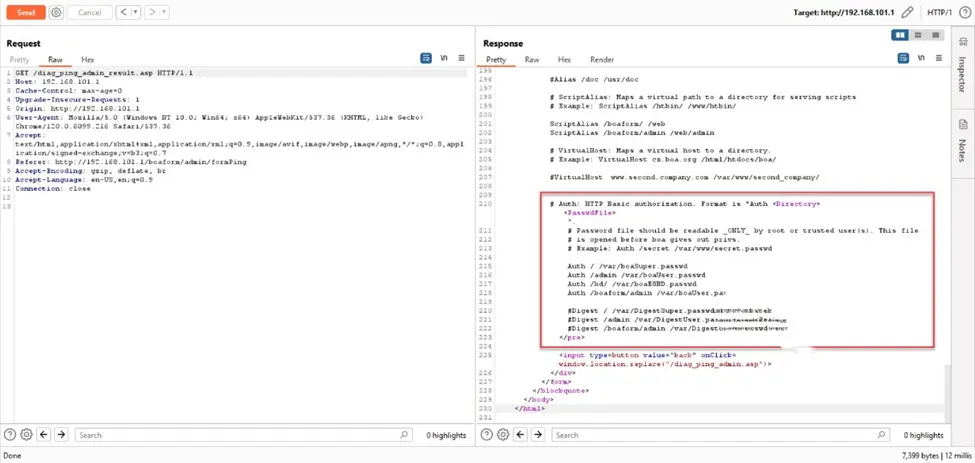 Send
Cancel
Target: http://192.168.101.1
HTTP/1
Request
Pretty
Raw
Hex
\n
1 GET /diag_ping_admin_result.asp HTTP/1.1
2 Host: 192.168.101.1
3 Cache-Control: max-age=0
4 Upgrade-Insecure-Requests: 1
5 Origin: http://192.168.101.1
6 User-Agent: Mozilla/5.0 (Windows NT 10.0; Win64; x64) AppleWebKit/537.36 (KHTML, like Gecko)
Chrome/120.0.6099.216 Safari/537.36
7 Accept:
text/html,application/xhtml+xml,application/xml;q=0.9,image/avif,image/webp,image/apng,*/*;q=0.8,appl
ication/signed-exchange;v=b3;q=0.7
8 Referer: http://192.168.101.1/boaform/admin/formPing
9 Accept-Encoding: gzip, deflate, br
10 Accept-Language: en-US,en;q=0.9
11 Connection: close
12
13
Response
Pretty
Raw
Hex
Render
\n
195 #Alias /doc /usr/doc
196
197
198 # ScriptAlias: Maps a virtual path to a directory for serving scripts
199 # Example: ScriptAlias /htbin/ /www/htbin/
200
201 ScriptAlias /boaform/ /web
202 ScriptAlias /boaform/admin /web/admin
203
204 # VirtualHost: Maps a virtual host to a directory.
205 # Example: VirtualHost cx.boa.org /html/htdocs/boa/
206
207 #VirtualHost www.second.company.com /var/www/second_company/
208
209
210 # Auth: HTTP Basic authorization. Format is "Auth <Directory>
<PasswdFile>
".
211 # Password file should be readable _ONLY_ by root or trusted user(s). This file
212 # is opened before boa gives out privs.
213 # Example: Auth /secret /var/www/secret.passwd
214
215 Auth / /var/boaSuper.passwd
216 Auth /admin /var/boaUser.passwd
217 Auth /bd/ /var/boaEGBD.passwd
218 Auth /boaform/admin /var/boaUser.pas
219
220 #Digest / /var/DigestSuper.passwd
221 #Digest /admin /var/DigestUser.pa
222 #Digest /boaform/admin /var/Digest
223 </pre>
224
225 <input type=button value="back" onClick=
window.location.replace("/diag_ping_admin.asp")>
226 </div>
227 </form>
228 </blockquote>
229 </body>
230 </html>
231
Inspector
Notes
Search
0 highlights
Search
0 highlights
Done
7,399 bytes | 12 millis